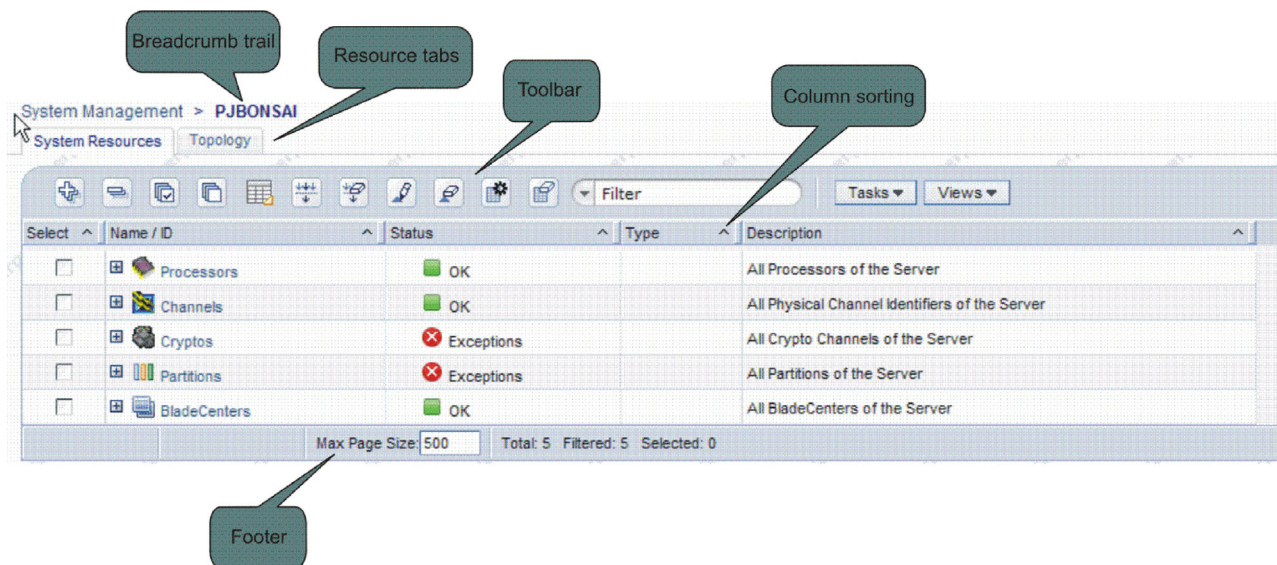 Breadcrumb trail
Resource tabs
Toolbar
Column sorting
System Management > PJBONSAI
System Resources Topology
Filter Tasks Views
Select Name / ID Status Type Description
Processors OK All Processors of the Server
Channels OK All Physical Channel Identifiers of the Server
Cryptos Exceptions All Crypto Channels of the Server
Partitions Exceptions All Partitions of the Server
BladeCenters OK All BladeCenters of the Server
Max Page Size: 500 Total: 5 Filtered: 5 Selected: 0
Footer